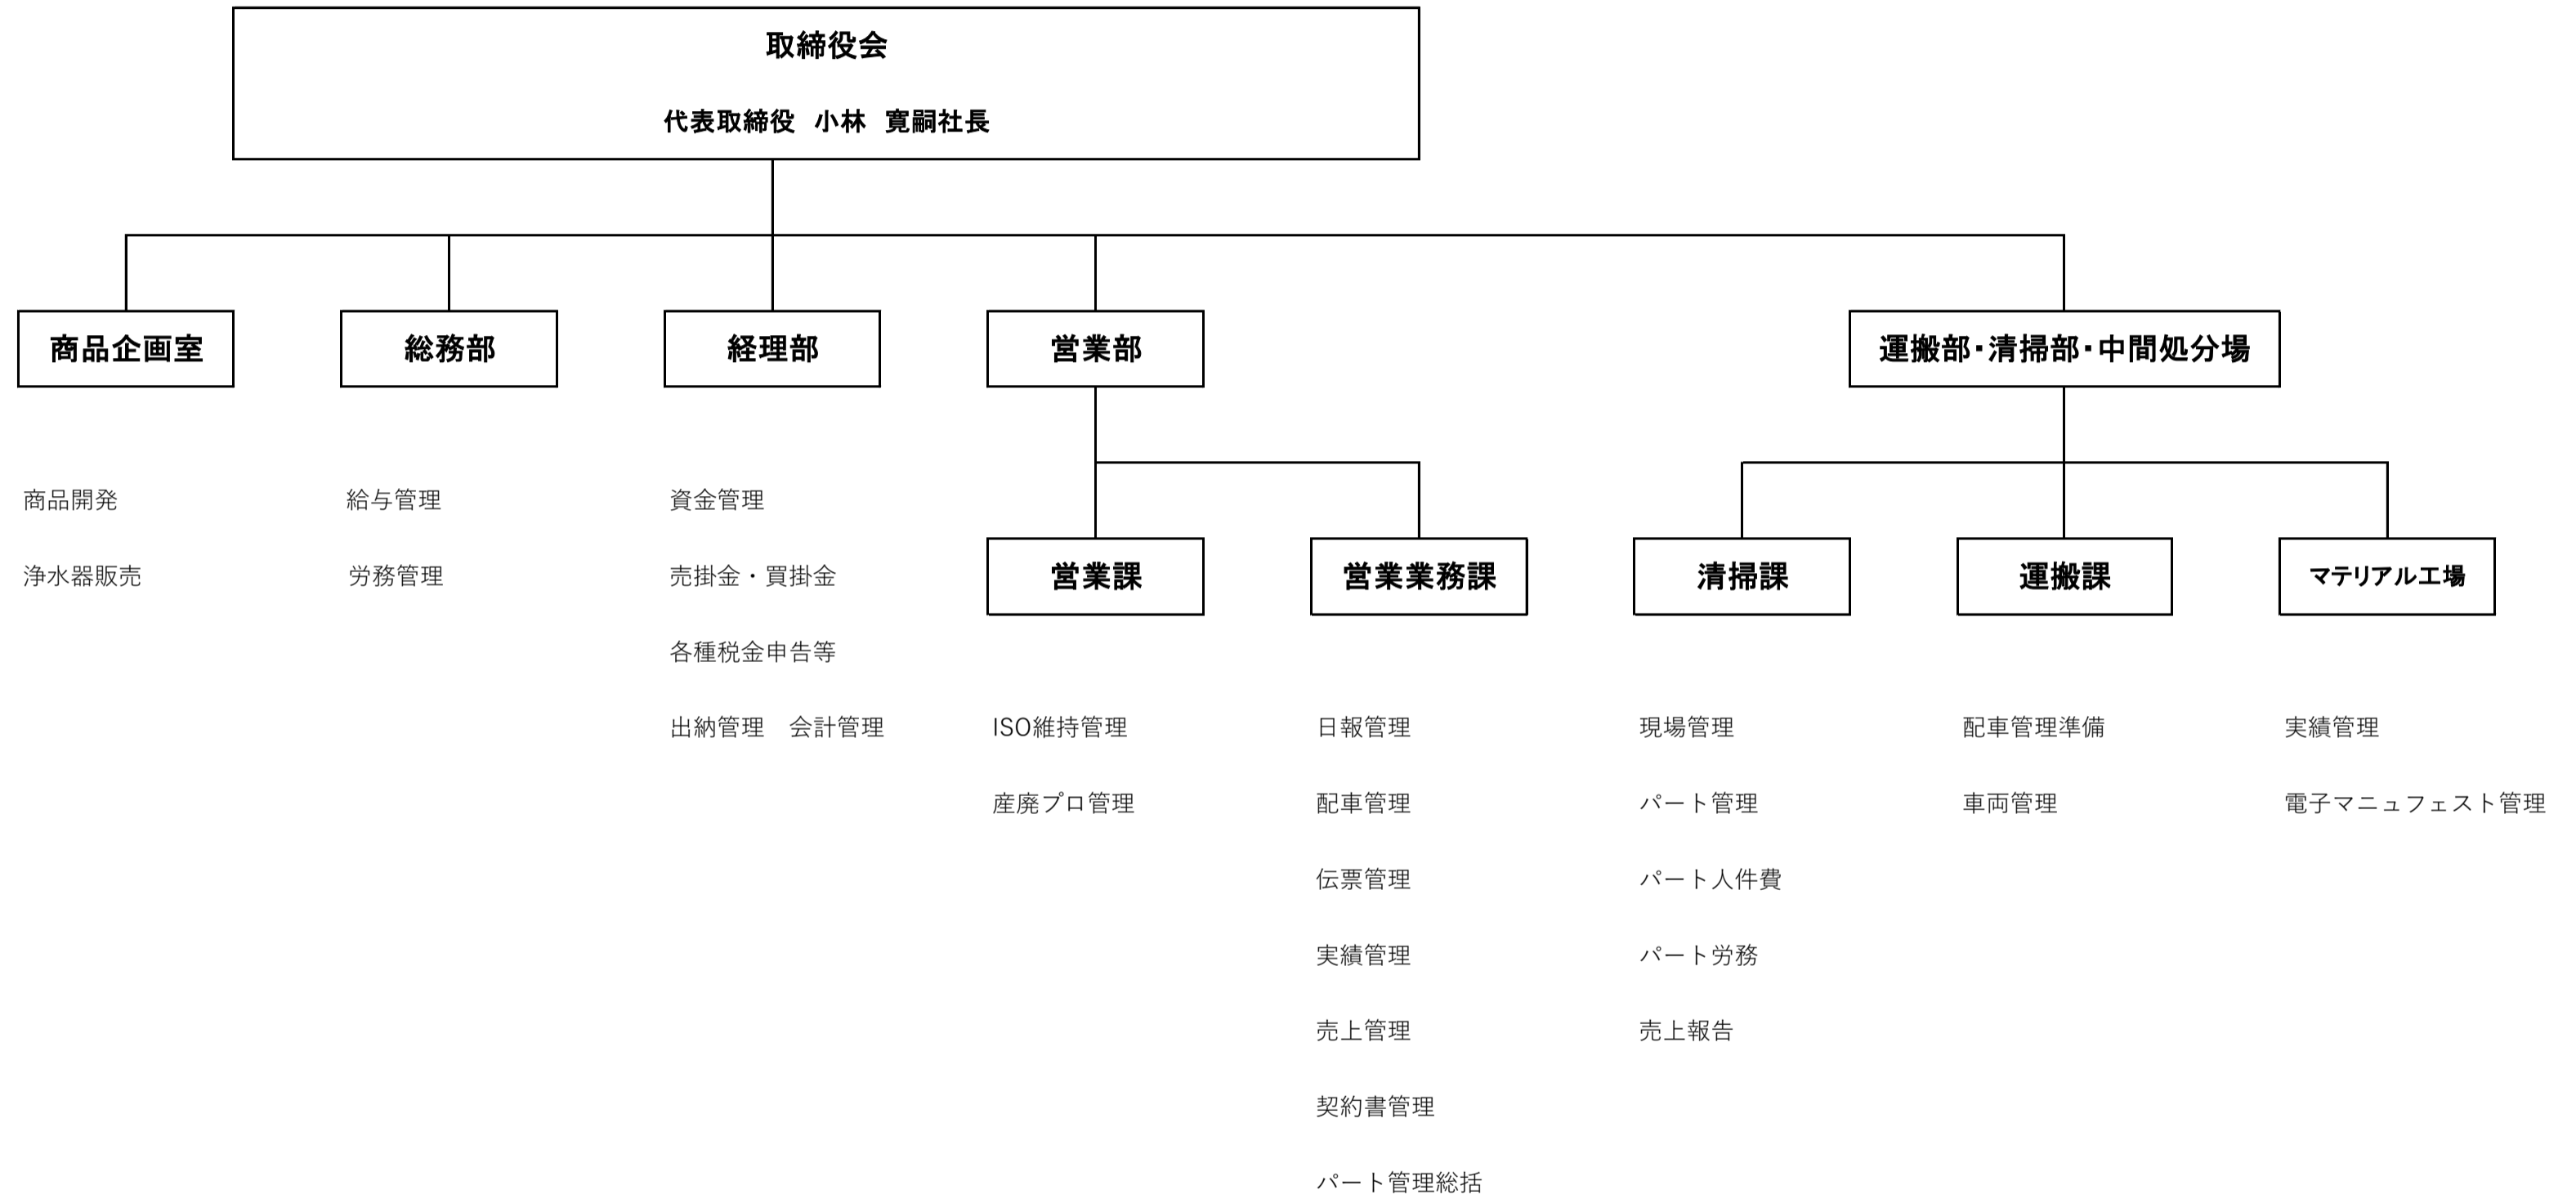 取締役会
代表取締役　小林　寛嗣社長
商品企画室
総務部
経理部
営業部
運搬部・清掃部・中間処分場
商品開発
浄水器販売
給与管理
労務管理
資金管理
売掛金・買掛金
各種税金申告等
出納管理　会計管理
営業課
営業業務課
清掃課
運搬課
マテリアル工場
ISO維持管理
産廃プロ管理
日報管理
配車管理
伝票管理
実績管理
売上管理
契約書管理
パート管理総括
現場管理
パート管理
パート人件費
パート労務
売上報告
配車管理準備
車両管理
実績管理
電子マニュフェスト管理